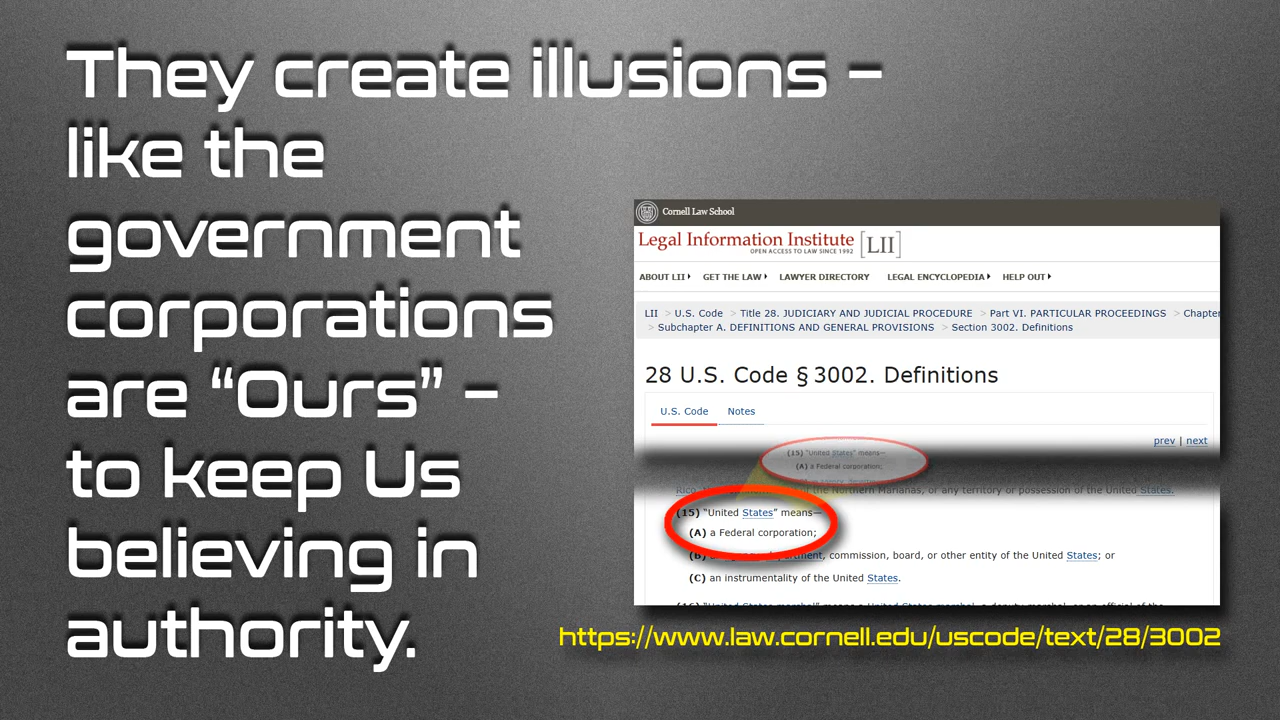 They create illusions –
like the
government
corporations
are “Ours” –
to keep Us
believing in
authority.
Cornell Law School
Legal Information Institute [LII]
OPEN ACCESS TO LAW SINCE 1992
ABOUT LII GET THE LAW LAWYER DIRECTORY LEGAL ENCYCLOPEDIA HELP OUT
LII > U.S. Code > Title 28. JUDICIARY AND JUDICIAL PROCEDURE > Part VI. PARTICULAR PROCEEDINGS > Chapter
> Subchapter A. DEFINITIONS AND GENERAL PROVISIONS > Section 3002. Definitions
28 U.S. Code § 3002. Definitions
U.S. Code Notes
prev | next
(15) “United States” means—
(A) a Federal corporation;
Rico, the Northern Marianas, or any territory or possession of the United States.
(15) “United States” means—
(A) a Federal corporation;
(B) commission, board, or other entity of the United States; or
(C) an instrumentality of the United States.
https://www.law.cornell.edu/uscode/text/28/3002